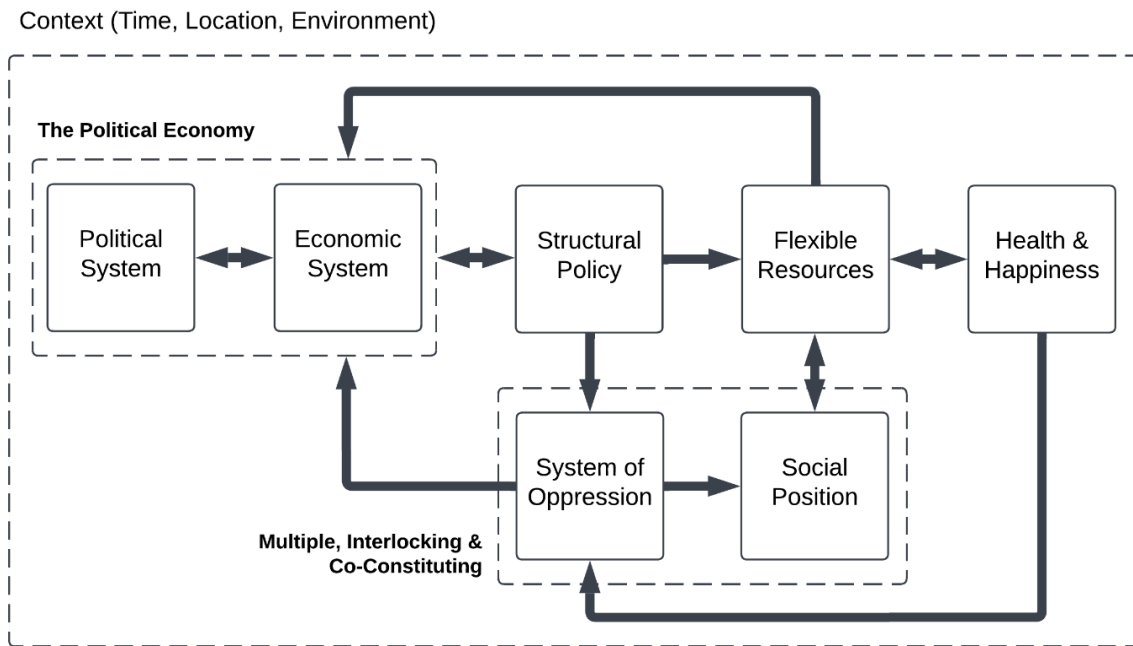 Context (Time, Location, Environment)
The Political Economy
Political
System
Economic
System
Structural
Policy
Flexible
Resources
Health &
Happiness
System of
Oppression
Social
Position
Multiple, Interlocking &
Co-Constituting